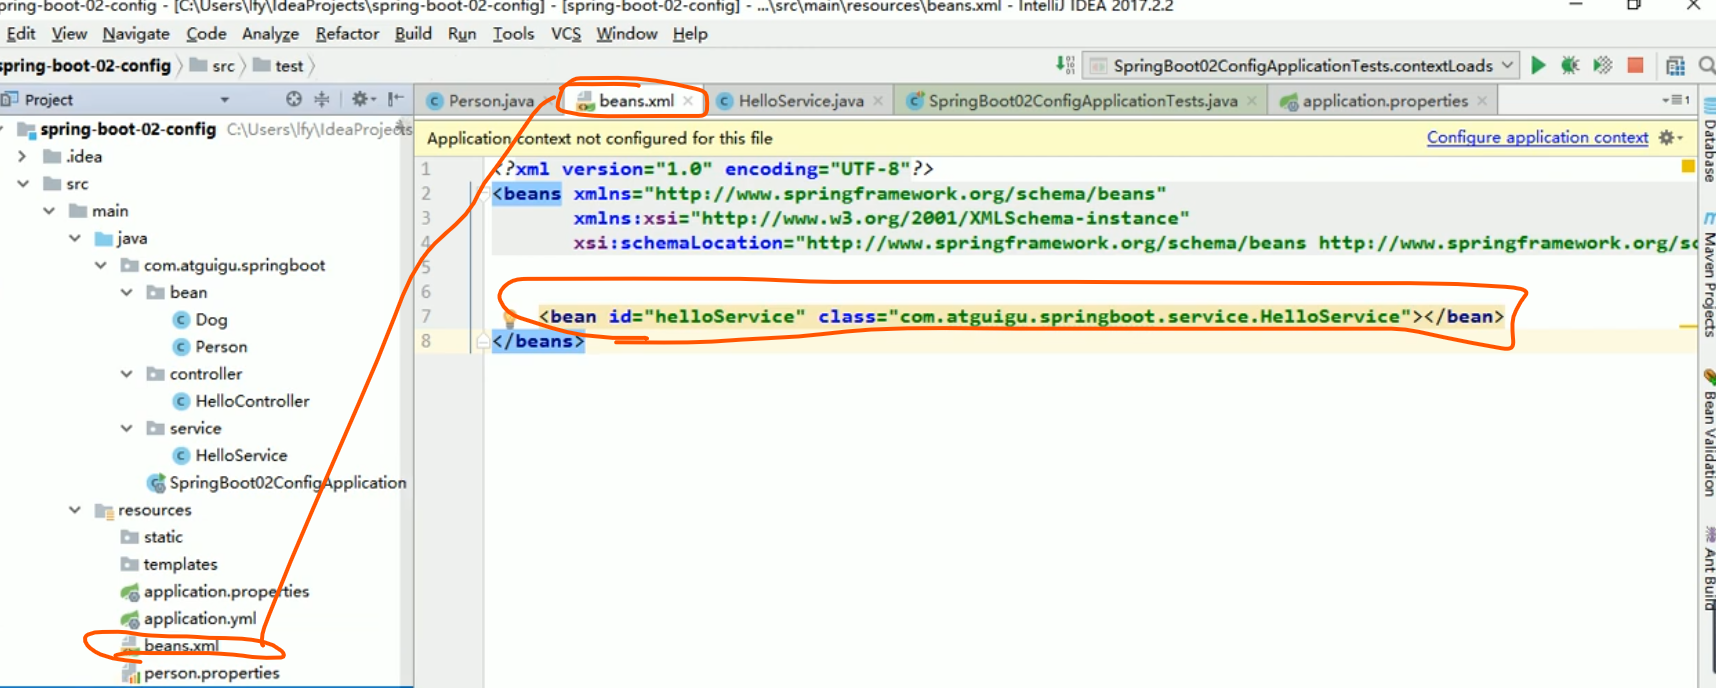 pring-boot-02-config - [C:\Users\lfy\IdeaProjects\spring-boot-02-config] - [spring-boot-02-config] - ...\src\main\resources\beans.xml - IntelliJ IDEA 2017.2.2
Edit View Navigate Code Analyze Refactor Build Run Tools VCS Window Help
spring-boot-02-config src test
SpringBoot02ConfigApplicationTests.contextLoads
Project
Person.java beans.xml HelloService.java SpringBoot02ConfigApplicationTests.java application.properties
spring-boot-02-config C:\Users\lfy\IdeaProjects
.idea
src
main
java
com.atguigu.springboot
bean
Dog
Person
controller
HelloController
service
HelloService
SpringBoot02ConfigApplication
resources
static
templates
application.properties
application.yml
beans.xml
person.properties
Application context not configured for this file Configure application context
1 <?xml version="1.0" encoding="UTF-8"?>
2 <beans xmlns="http://www.springframework.org/schema/beans"
3 xmlns:xsi="http://www.w3.org/2001/XMLSchema-instance"
4 xsi:schemaLocation="http://www.springframework.org/schema/beans http://www.springframework.org/sc
5
6
7 <bean id="helloService" class="com.atguigu.springboot.service.HelloService"></bean>
8 </beans>
Database
Maven Projects
Bean Validation
Ant Build